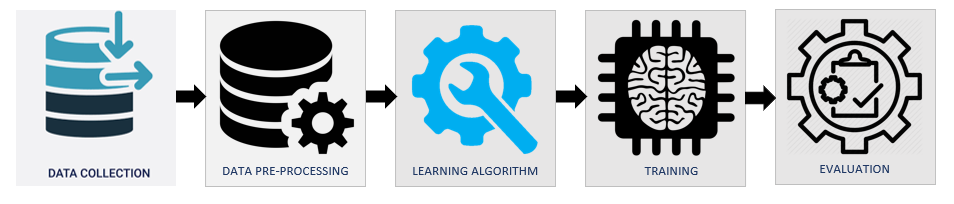 DATA COLLECTION
DATA PRE-PROCESSING
LEARNING ALGORITHM
TRAINING
EVALUATION